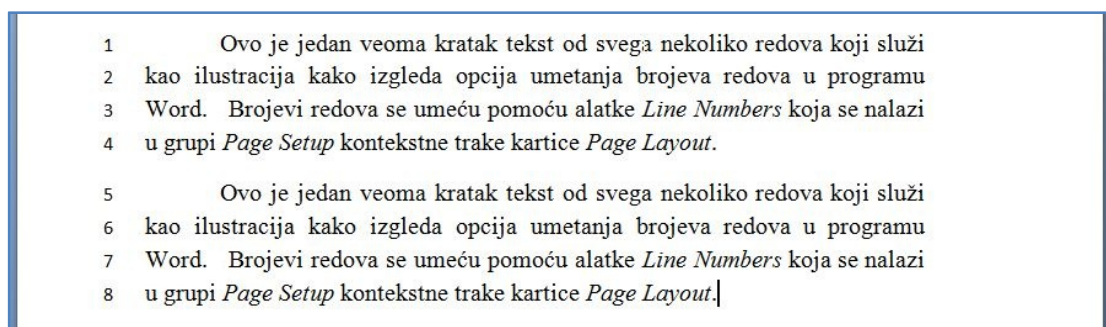 1 Ovo je jedan veoma kratak tekst od svega nekoliko redova koji služi
2 kao ilustracija kako izgleda opcija umetanja brojeva redova u programu
3 Word. Brojevi redova se umeću pomoću alatke Line Numbers koja se nalazi
4 u grupi Page Setup kontekstne trake kartice Page Layout.
5 Ovo je jedan veoma kratak tekst od svega nekoliko redova koji služi
6 kao ilustracija kako izgleda opcija umetanja brojeva redova u programu
7 Word. Brojevi redova se umeću pomoću alatke Line Numbers koja se nalazi
8 u grupi Page Setup kontekstne trake kartice Page Layout.